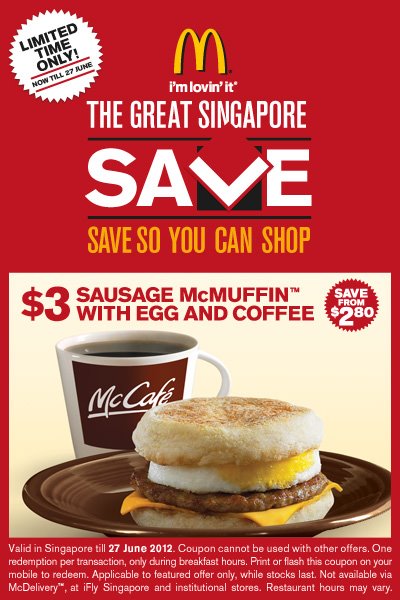 LIMITED
TIME
ONLY!
NOW TILL 27 JUNE
i'm lovin' it®
THE GREAT SINGAPORE
SAVE
SAVE SO YOU CAN SHOP
$3 SAUSAGE McMUFFIN™
WITH EGG AND COFFEE
SAVE
FROM
$2.80
McCafé
Valid in Singapore till 27 June 2012. Coupon cannot be used with other offers. One
redemption per transaction, only during breakfast hours. Print or flash this coupon on your
mobile to redeem. Applicable to featured offer only, while stocks last. Not available via
McDelivery™, at iFly Singapore and institutional stores. Restaurant hours may vary.